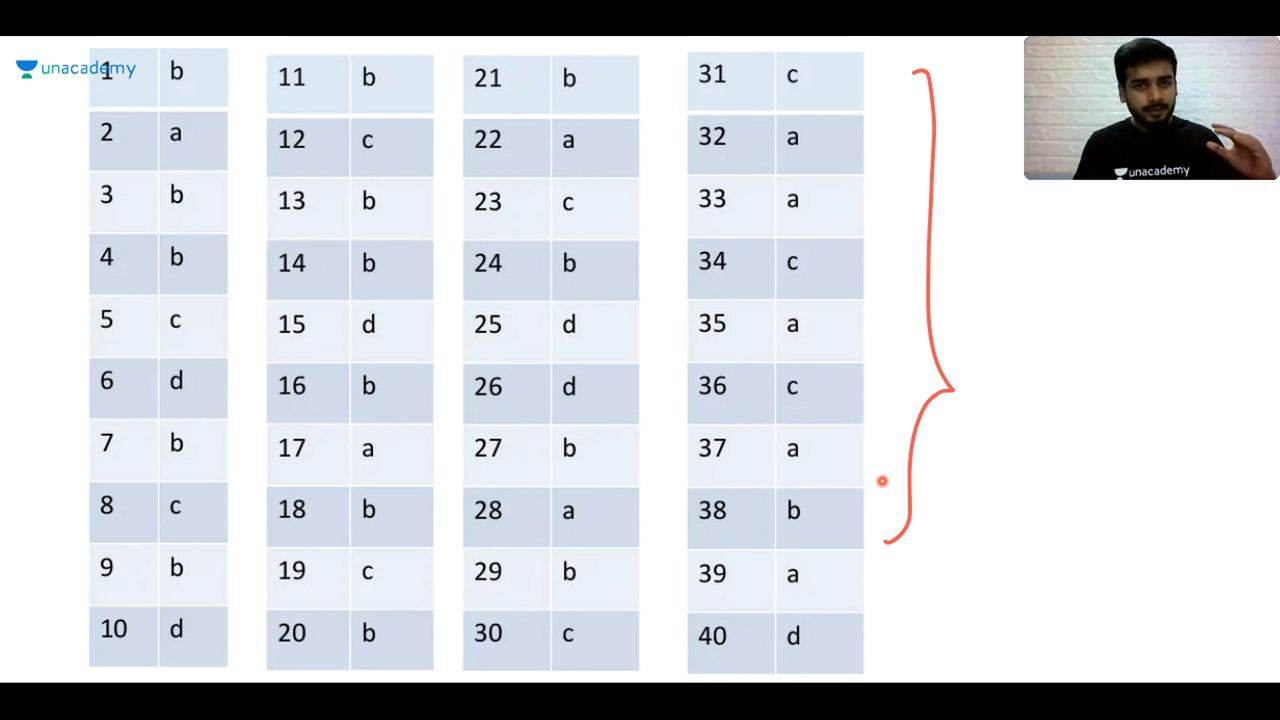 unacademy
1 b 11 b 21 b 31 c
2 a 12 c 22 a 32 a
3 b 13 b 23 c 33 a
4 b 14 b 24 b 34 c
5 c 15 d 25 d 35 a
6 d 16 b 26 d 36 c
7 b 17 a 27 b 37 a
8 c 18 b 28 a 38 b
9 b 19 c 29 b 39 a
10 d 20 b 30 c 40 d
unacademy